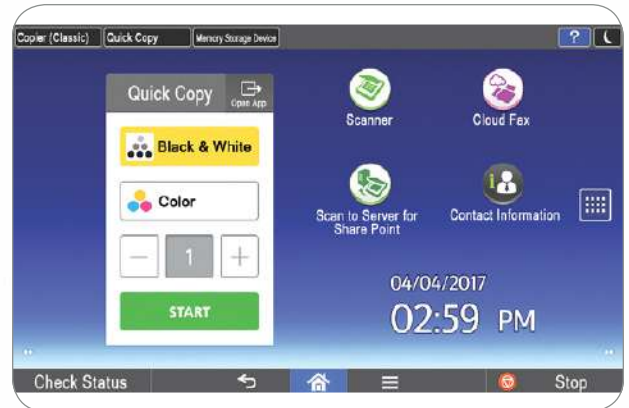 Copier (Classic)
Quick Copy
Memory Storage Device
?
Quick Copy
Open App
Black & White
Color
1
START
Scanner
Cloud Fax
Scan to Server for
Share Point
Contact Information
04/04/2017
02:59 PM
Check Status
Stop